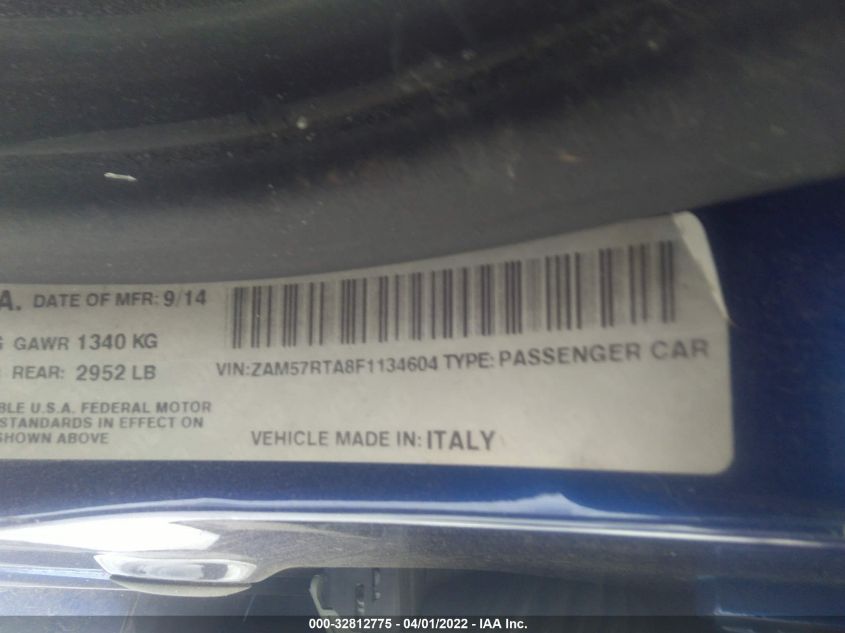 A. DATE OF MFR: 9/14
G GAWR 1340 KG
REAR: 2952 LB
VIN:ZAM57RTA8F1134604 TYPE: PASSENGER CAR
BLE U.S.A. FEDERAL MOTOR
STANDARDS IN EFFECT ON
SHOWN ABOVE
VEHICLE MADE IN: ITALY
000-32812775 - 04/01/2022 - IAA Inc.